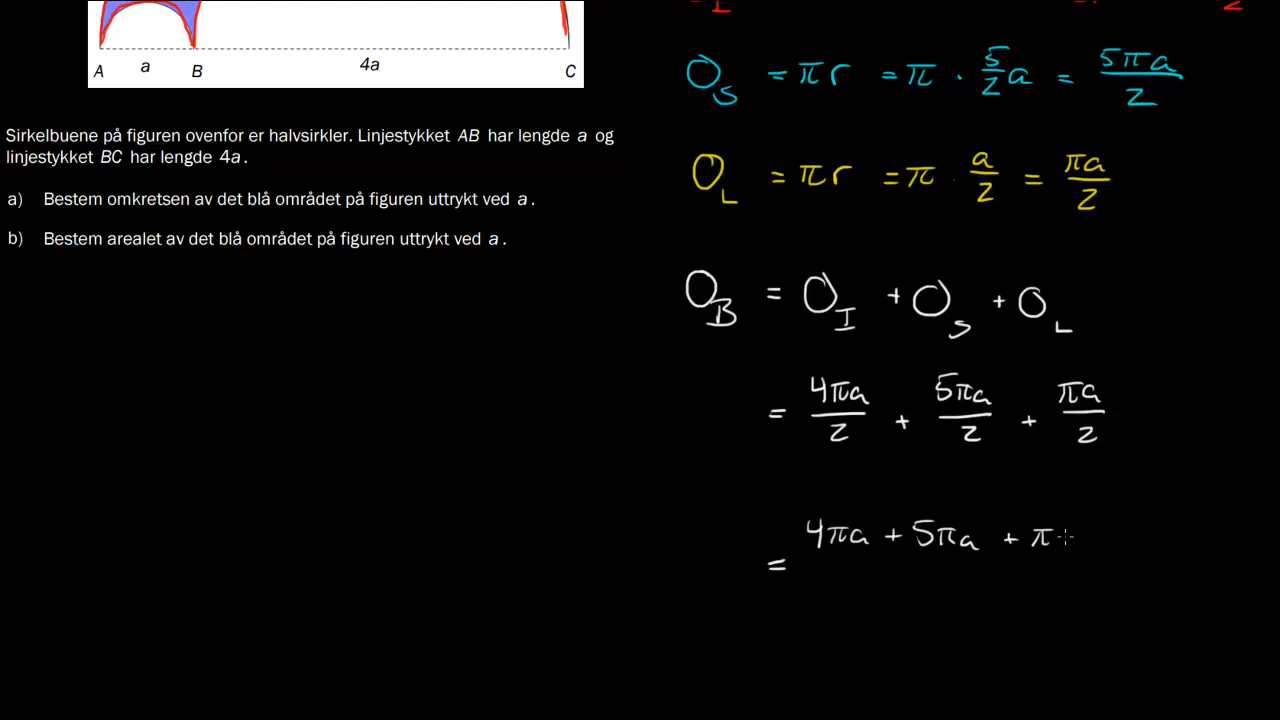 A a B 4a C
Sirkelbuene på figuren ovenfor er halvsirkler. Linjestykket AB har lengde a og
linjestykket BC har lengde 4a.
a) Bestem omkretsen av det blå området på figuren uttrykt ved a.
b) Bestem arealet av det blå området på figuren uttrykt ved a.
O_S = πr = π · 5/2 a = 5πa/2
O_L = πr = π · a/2 = πa/2
O_B = O_I + O_S + O_L
= 4πa/2 + 5πa/2 + πa/2
= 4πa + 5πa + π